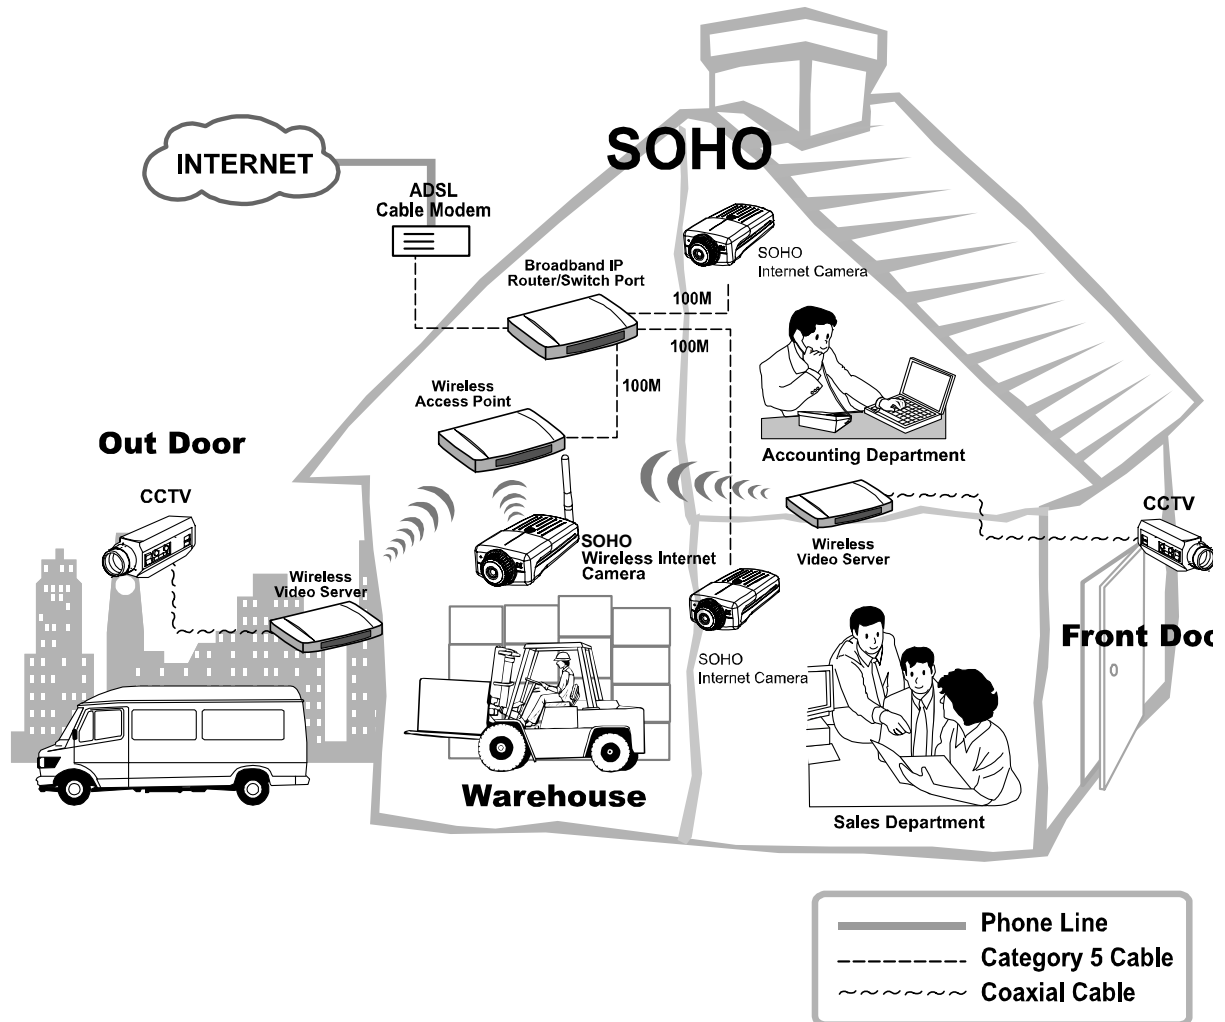 SOHO
INTERNET
ADSL
Cable Modem
SOHO
Internet Camera
Broadband IP
Router/Switch Port
100M
100M
100M
Wireless
Access Point
Out Door
Accounting Department
CCTV
CCTV
SOHO
Wireless Internet
Camera
Wireless
Video Server
Wireless
Video Server
Front Doo
SOHO
Internet Camera
Warehouse
Sales Department
Phone Line
Category 5 Cable
Coaxial Cable